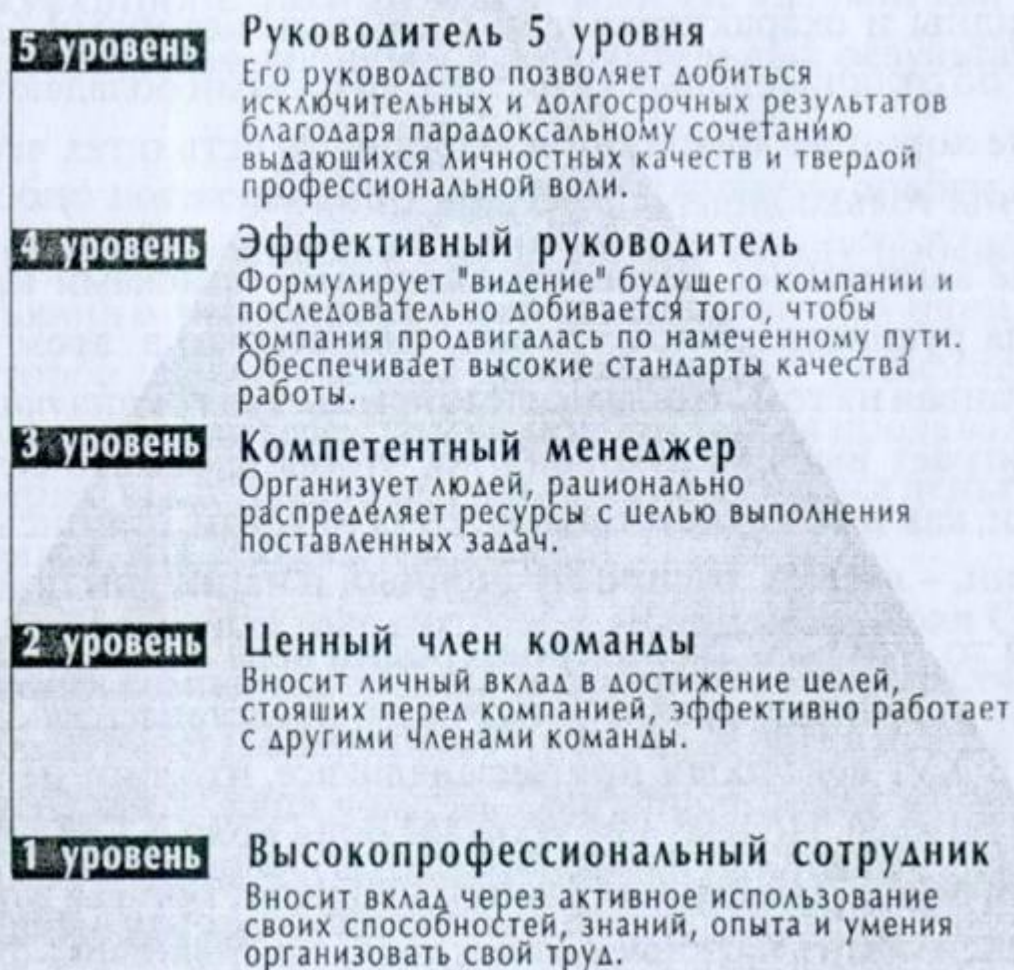 5 уровень
Руководитель 5 уровня
Его руководство позволяет добиться
исключительных и долгосрочных результатов
благодаря парадоксальному сочетанию
выдающихся личностных качеств и твердой
профессиональной воли.
4 уровень
Эффективный руководитель
Формулирует "видение" будущего компании и
последовательно добивается того, чтобы
компания продвигалась по намеченному пути.
Обеспечивает высокие стандарты качества
работы.
3 уровень
Компетентный менеджер
Организует людей, рационально
распределяет ресурсы с целью выполнения
поставленных задач.
2 уровень
Ценный член команды
Вносит личный вклад в достижение целей,
стоящих перед компанией, эффективно работает
с другими членами команды.
1 уровень
Высокопрофессиональный сотрудник
Вносит вклад через активное использование
своих способностей, знаний, опыта и умения
организовать свой труд.